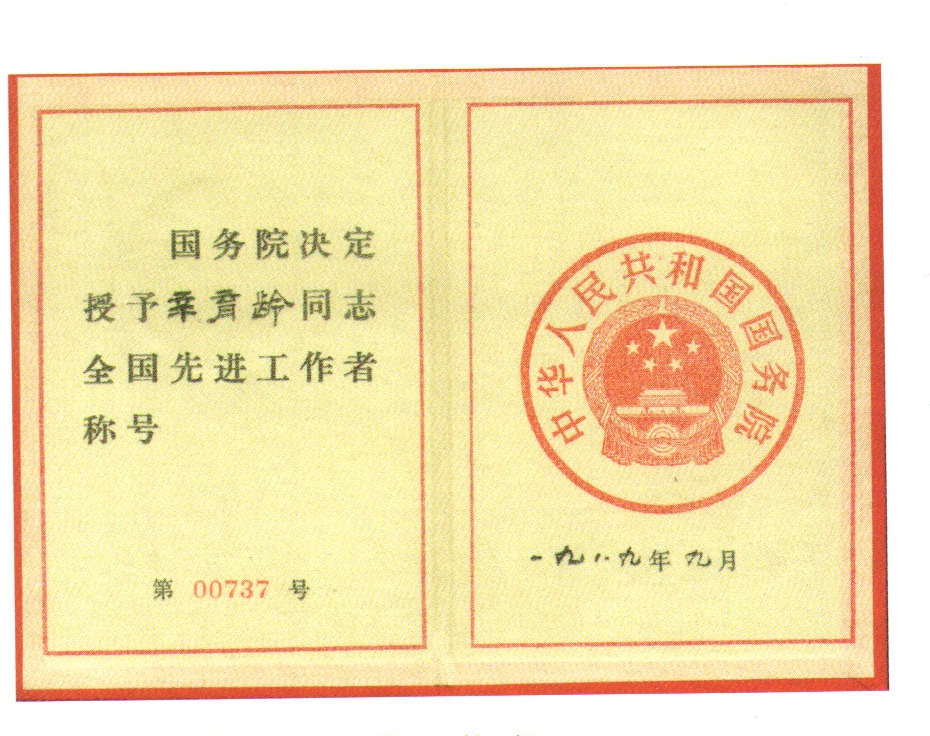 国务院决定
授予辛育龄同志
全国先进工作者
称号
第 00737 号
中华人民共和国国务院
一九八九年九月